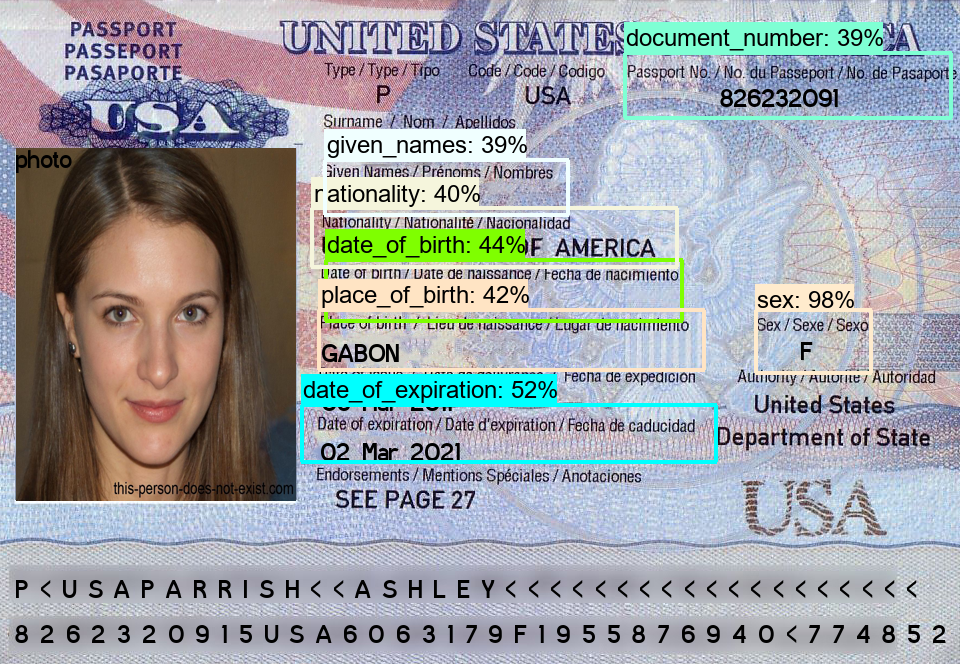 PASSPORT
PASSEPORT
PASAPORTE
USA
UNITED STATES
document_number: 39%
Type / Type / Tipo
Code / Code / Codigo
Passport No. / No. du Passeport / No. de Pasaporte
P
USA
826232091
Surname / Nom / Apellidos
given_names: 39%
photo
Given Names / Prénoms / Nombres
nationality: 40%
Nationality / Nationalité / Nacionalidad
date_of_birth: 44%
OF AMERICA
Date of birth / Date de naissance / Fecha de nacimiento
place_of_birth: 42%
sex: 98%
Place of birth / Lieu de naissance / Lugar de nacimiento
Sex / Sexe / Sexo
GABON
F
Fecha de expedición
Authority / Autorité / Autoridad
date_of_expiration: 52%
United States
Date of expiration / Date d'expiration / Fecha de caducidad
Department of State
02 Mar 2021
Endorsements / Mentions Spéciales / Anotaciones
this-person-does-not-exist.com
SEE PAGE 27
USA
P<USAPARRISH<<ASHLEY<<<<<<<<<<<<<<<<<<
8262320915USA6063179F1955876940<774852